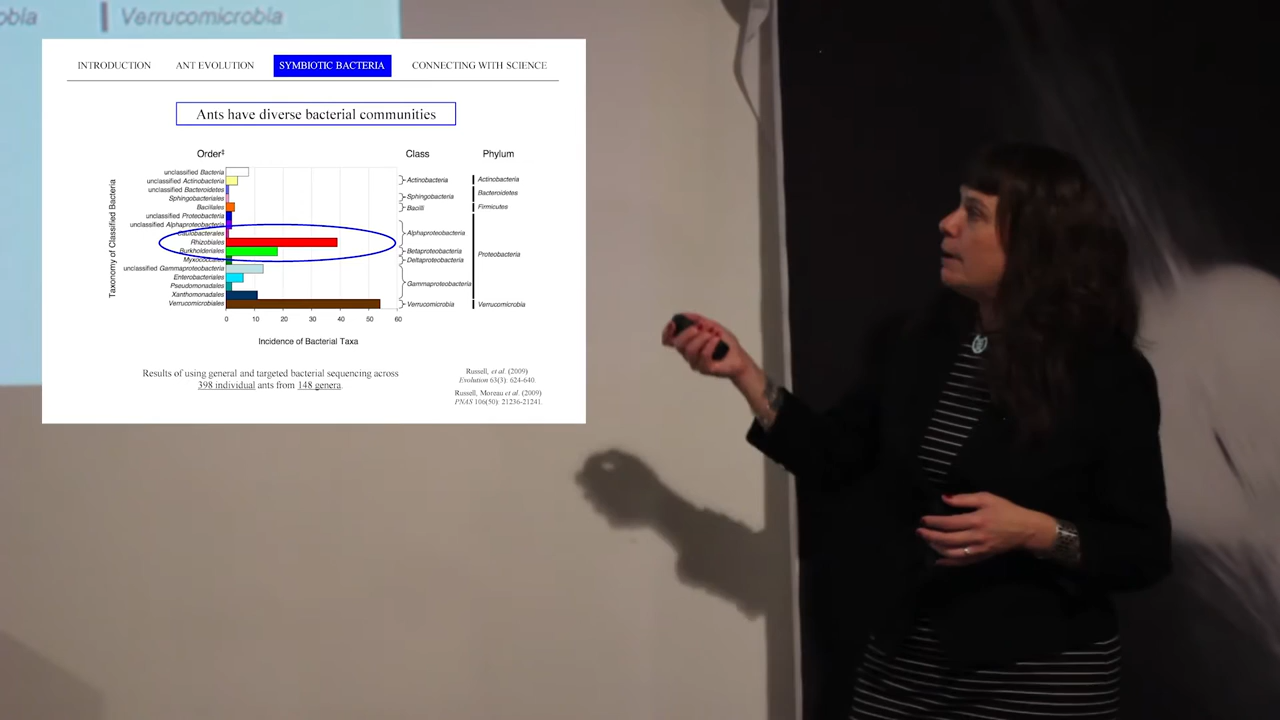 obia
Verrucomicrobia
INTRODUCTION ANT EVOLUTION SYMBIOTIC BACTERIA CONNECTING WITH SCIENCE
Ants have diverse bacterial communities
Order‡ Class Phylum
Taxonomy of Classified Bacteria
unclassified Bacteria
unclassified Actinobacteria
unclassified Bacteroidetes
Sphingobacteriales
Bacillales
unclassified Proteobacteria
unclassified Alphaproteobacteria
Caulobacterales
Rhizobiales
Burkholderiales
Myxococcales
unclassified Gammaproteobacteria
Enterobacteriales
Pseudomonadales
Xanthomonadales
Verrucomicrobiales
Actinobacteria
Sphingobacteria
Bacilli
Alphaproteobacteria
Betaproteobacteria
Deltaproteobacteria
Gammaproteobacteria
Verrucomicrobia
Actinobacteria
Bacteroidetes
Firmicutes
Proteobacteria
Verrucomicrobia
0 10 20 30 40 50 60
Incidence of Bacterial Taxa
Results of using general and targeted bacterial sequencing across
398 individual ants from 148 genera.
Russell, et al. (2009)
Evolution 63(3): 624-640.
Russell, Moreau et al. (2009)
PNAS 106(50): 21236-21241.